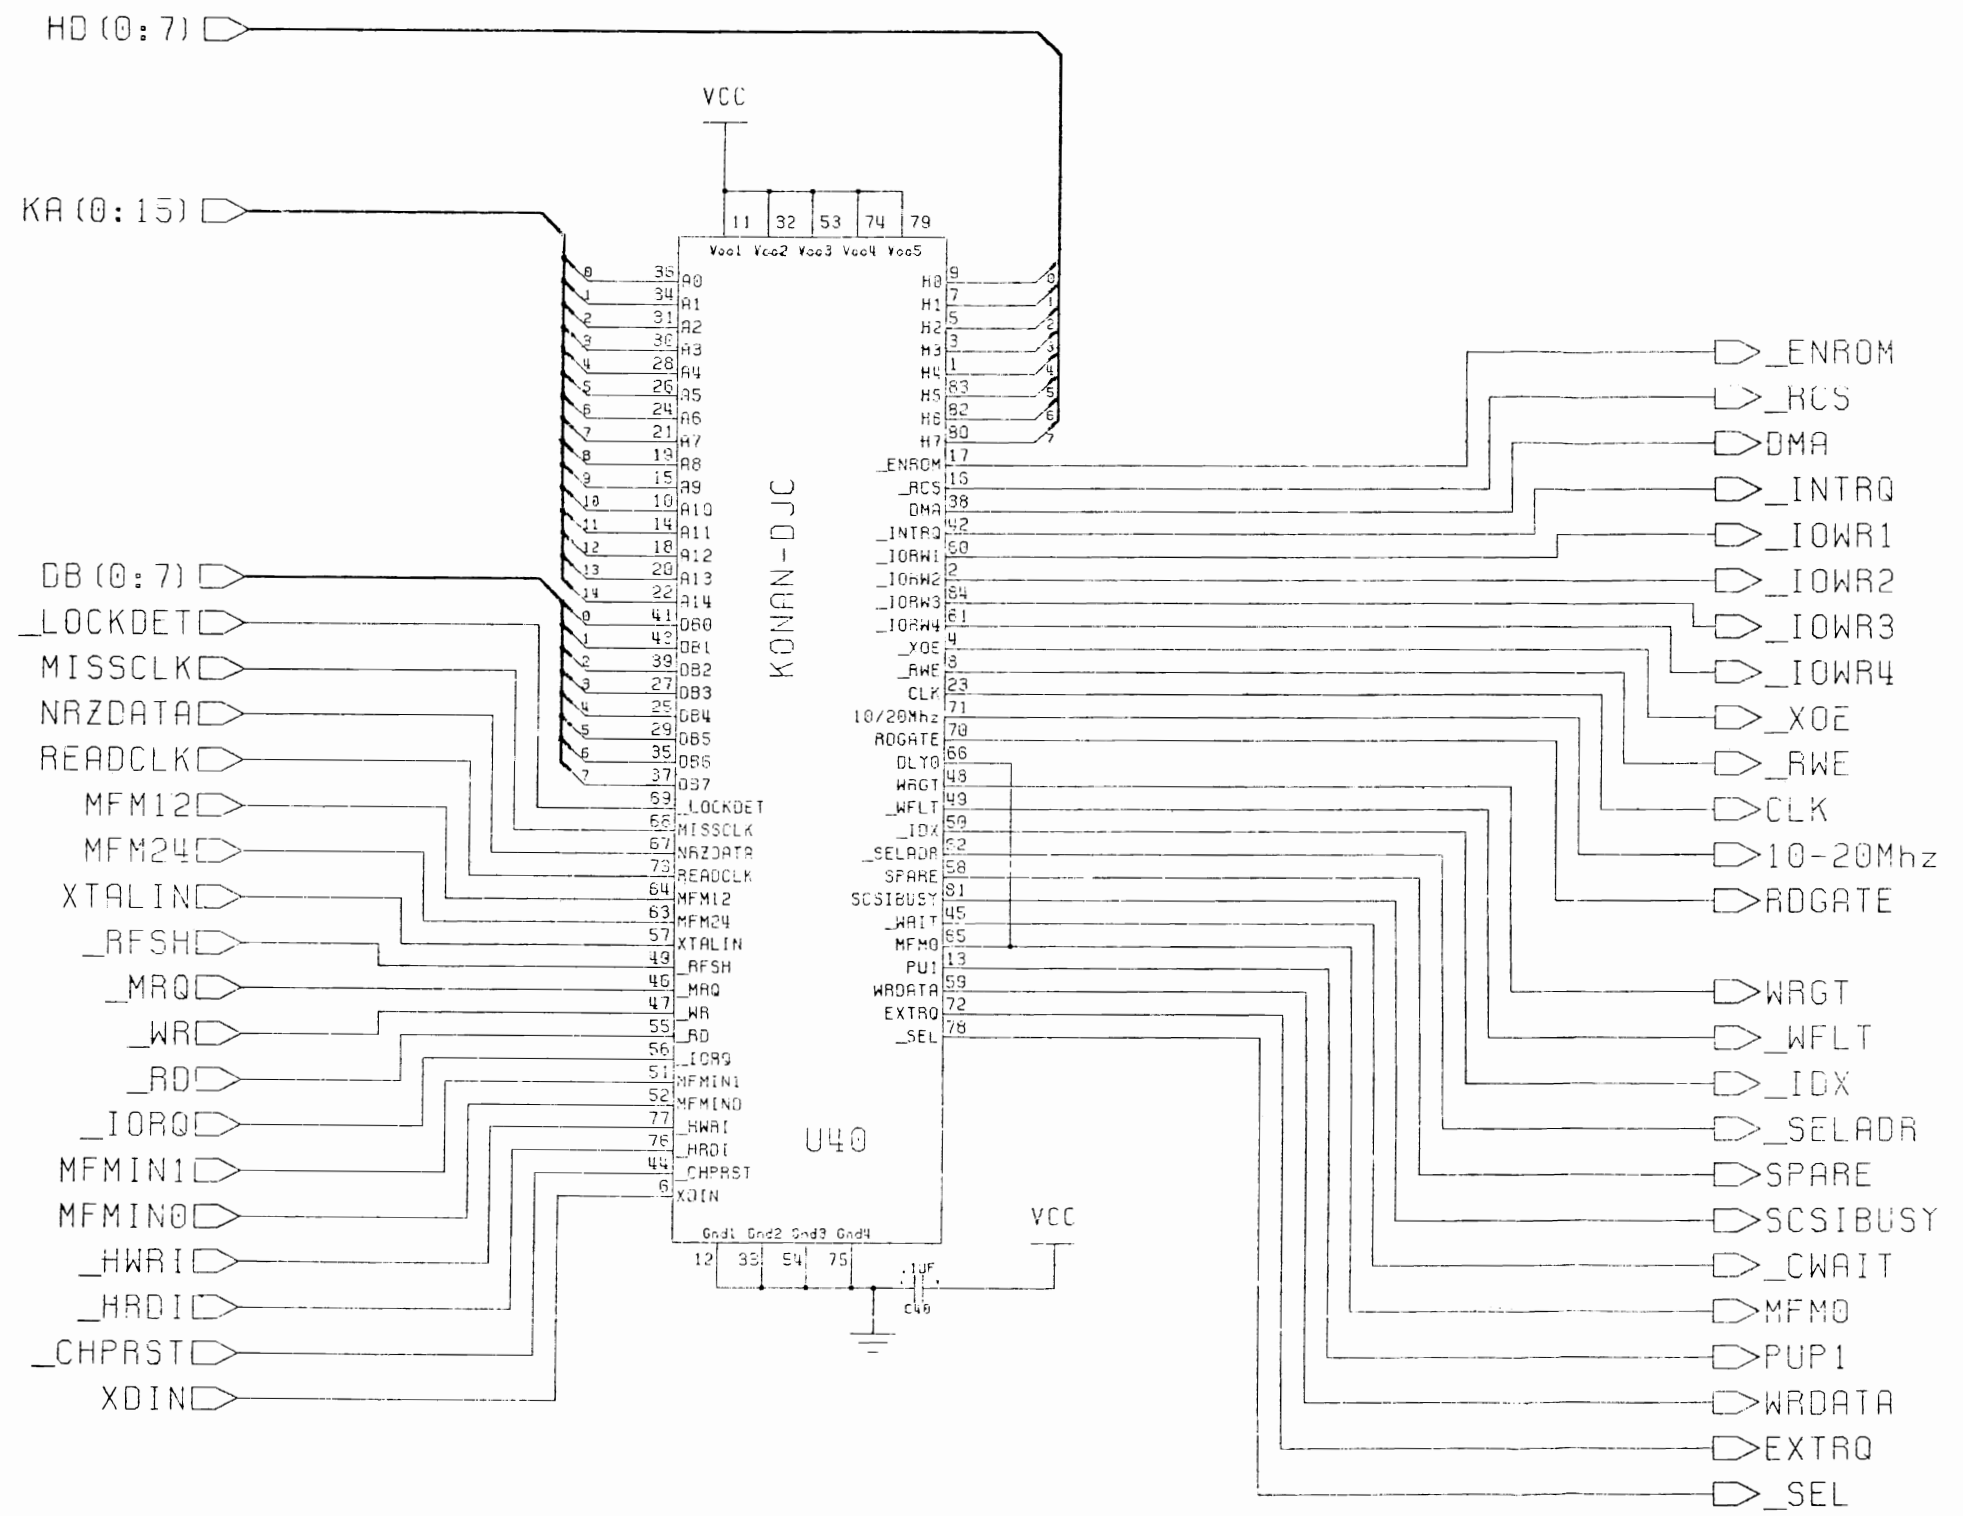 HD(0:7)
VCC
KA(0:15)
11 32 53 74 79
Vcc1 Vcc2 Vcc3 Vcc4 Vcc5
0 A0
1 34 A1
2 31 A2
3 30 A3
4 28 A4
5 26 A5
6 24 A6
7 21 A7
8 19 A8
9 15 A9
10 10 A10
11 14 A11
12 18 A12
13 20 A13
14 22 A14
DB(0:7)
0 41 DB0
1 43 DB1
2 39 DB2
3 27 DB3
4 25 DB4
5 29 DB5
6 35 DB6
7 37 DB7
_LOCKDET 69 _LOCKDET
MISSCLK 68 MISSCLK
NRZDATA 67 NRZDATA
READCLK 73 READCLK
MFM12 64 MFM12
MFM24 63 MFM24
XTALIN 57 XTALIN
_RFSH _RFSH
_MRQ 46 _MRQ
_WR 47 _WR
_RD 55 _RD
_IORQ 56 _IORQ
MFMIN1 51 MFMIN1
MFMIN0 52 MFMIN0
_HWRI 77 _HWRI
_HRDI 76 _HRDI
_CHPRST 44 _CHPRST
XDIN 6 XDIN
KONAN-DJC
U40
H0 9 0
H1 7 1
H2 5 2
H3 3 3
H4 1 4
H5 83 5
H6 82 6
H7 80 7
_ENROM 17 _ENROM
_RCS 16 _RCS
DMA 38 DMA
_INTRQ 42 _INTRQ
_IORW1 60 _IOWR1
_IORW2 2 _IOWR2
_IORW3 84 _IOWR3
_IORW4 61 _IOWR4
_XOE 4 _XOE
_RWE 8 _RWE
CLK 23 CLK
10/20Mhz 71 10-20Mhz
RDGATE 70 RDGATE
DLY0 66
WRGT 48 WRGT
_WFLT 49 _WFLT
_IDX 50 _IDX
_SELADR 62 _SELADR
SPARE 58 SPARE
SCSIBUSY 81 SCSIBUSY
_WAIT 45 _CWAIT
MFMO 65 MFMO
PU1 13 PUP1
WRDATA 59 WRDATA
EXTRQ 72 EXTRQ
_SEL 78 _SEL
Gnd1 Gnd2 Gnd3 Gnd4
12 33 54 75
.1UF
C40
VCC